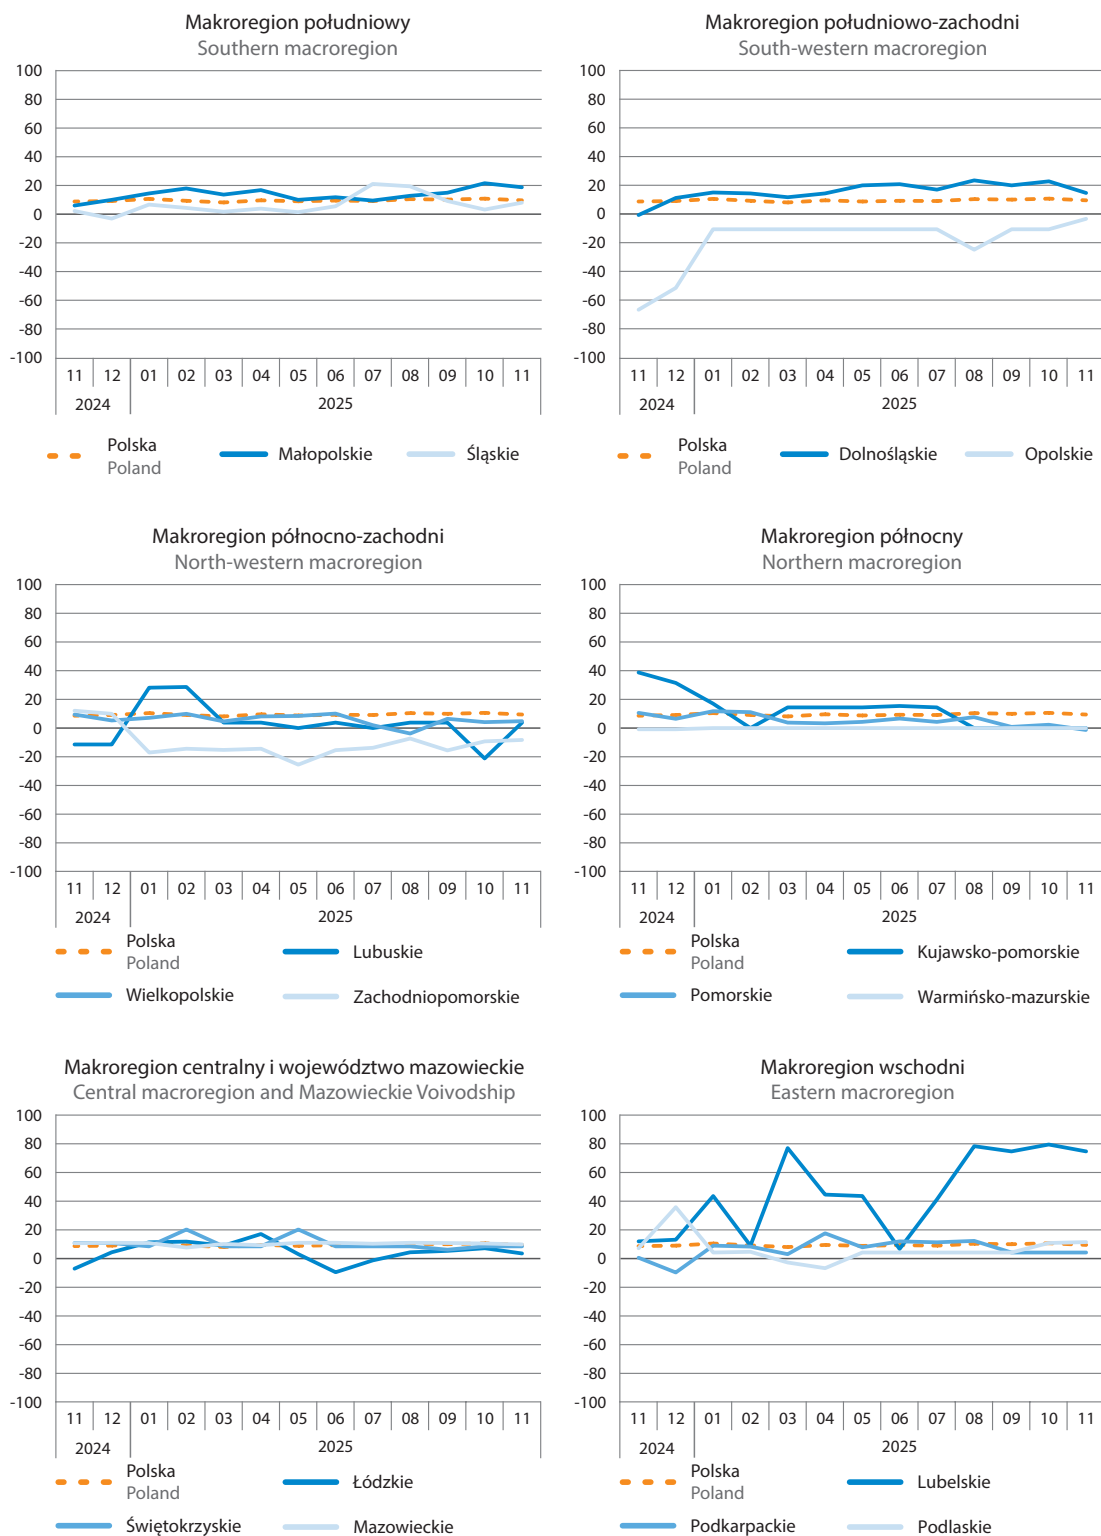 Makroregion południowy
Southern macroregion
100
80
60
40
20
0
-20
-40
-60
-80
-100
11 12 01 02 03 04 05 06 07 08 09 10 11
2024 2025
Polska
Poland
Małopolskie
Śląskie
Makroregion południowo-zachodni
South-western macroregion
100
80
60
40
20
0
-20
-40
-60
-80
-100
11 12 01 02 03 04 05 06 07 08 09 10 11
2024 2025
Polska
Poland
Dolnośląskie
Opolskie
Makroregion północno-zachodni
North-western macroregion
100
80
60
40
20
0
-20
-40
-60
-80
-100
11 12 01 02 03 04 05 06 07 08 09 10 11
2024 2025
Polska
Poland
Lubuskie
Wielkopolskie
Zachodniopomorskie
Makroregion północny
Northern macroregion
100
80
60
40
20
0
-20
-40
-60
-80
-100
11 12 01 02 03 04 05 06 07 08 09 10 11
2024 2025
Polska
Poland
Kujawsko-pomorskie
Pomorskie
Warmińsko-mazurskie
Makroregion centralny i województwo mazowieckie
Central macroregion and Mazowieckie Voivodship
100
80
60
40
20
0
-20
-40
-60
-80
-100
11 12 01 02 03 04 05 06 07 08 09 10 11
2024 2025
Polska
Poland
Łódzkie
Świętokrzyskie
Mazowieckie
Makroregion wschodni
Eastern macroregion
100
80
60
40
20
0
-20
-40
-60
-80
-100
11 12 01 02 03 04 05 06 07 08 09 10 11
2024 2025
Polska
Poland
Lubelskie
Podkarpackie
Podlaskie